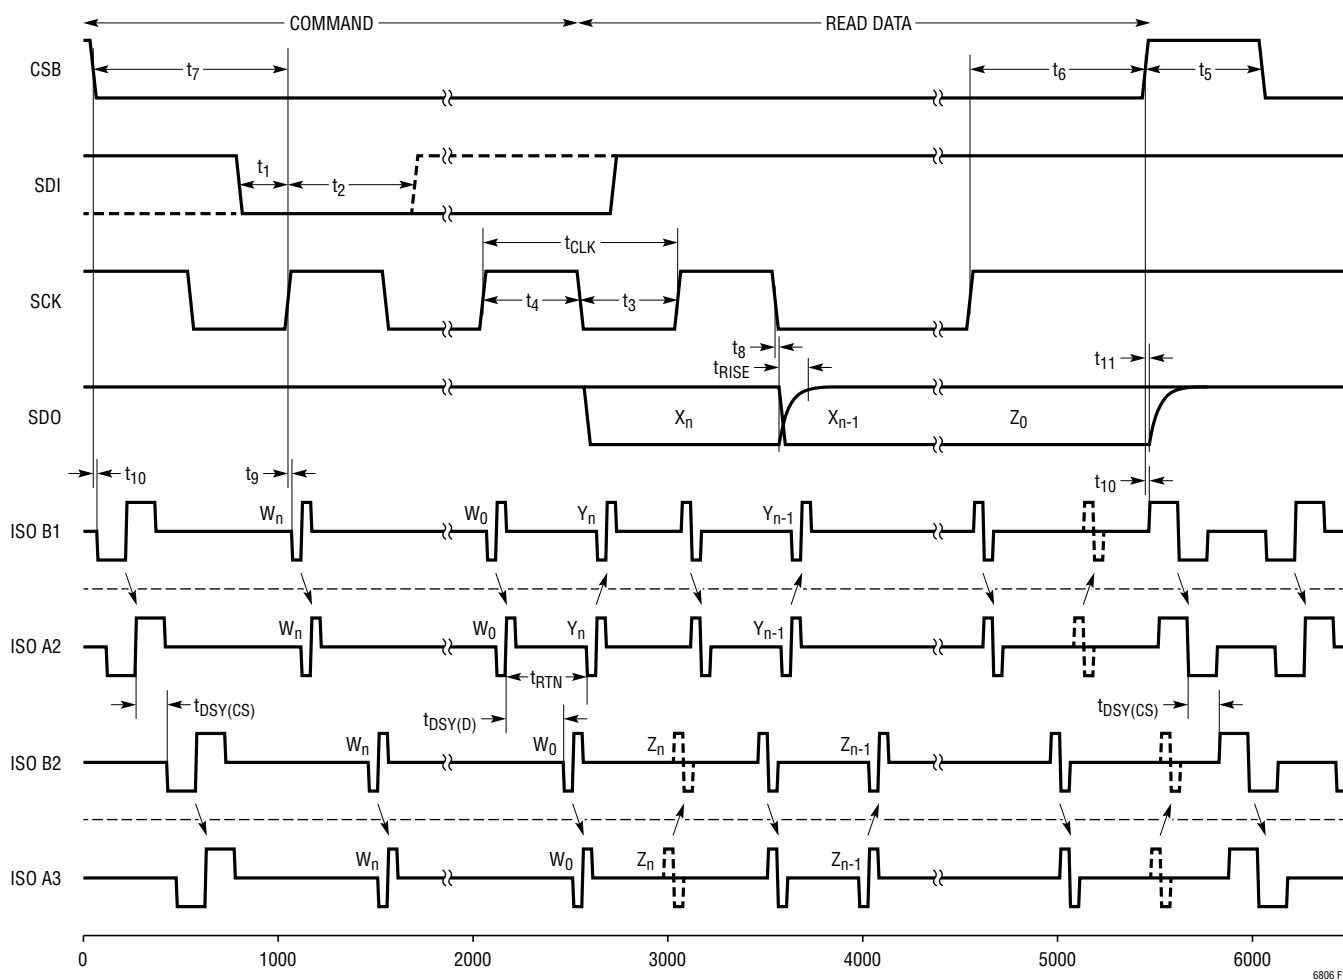 COMMAND READ DATA
CSB t7 t6 t5
SDI t1 t2
tCLK
SCK t4 t3
t8
tRISE t11
SDO Xn Xn-1 Z0
t10 t9 t10
ISO B1 Wn W0 Yn Yn-1
ISO A2 Wn W0 Yn Yn-1
tRTN
tDSY(CS) tDSY(D) tDSY(CS)
ISO B2 Wn W0 Zn Zn-1
ISO A3 Wn W0 Zn Zn-1
0 1000 2000 3000 4000 5000 6000
6806